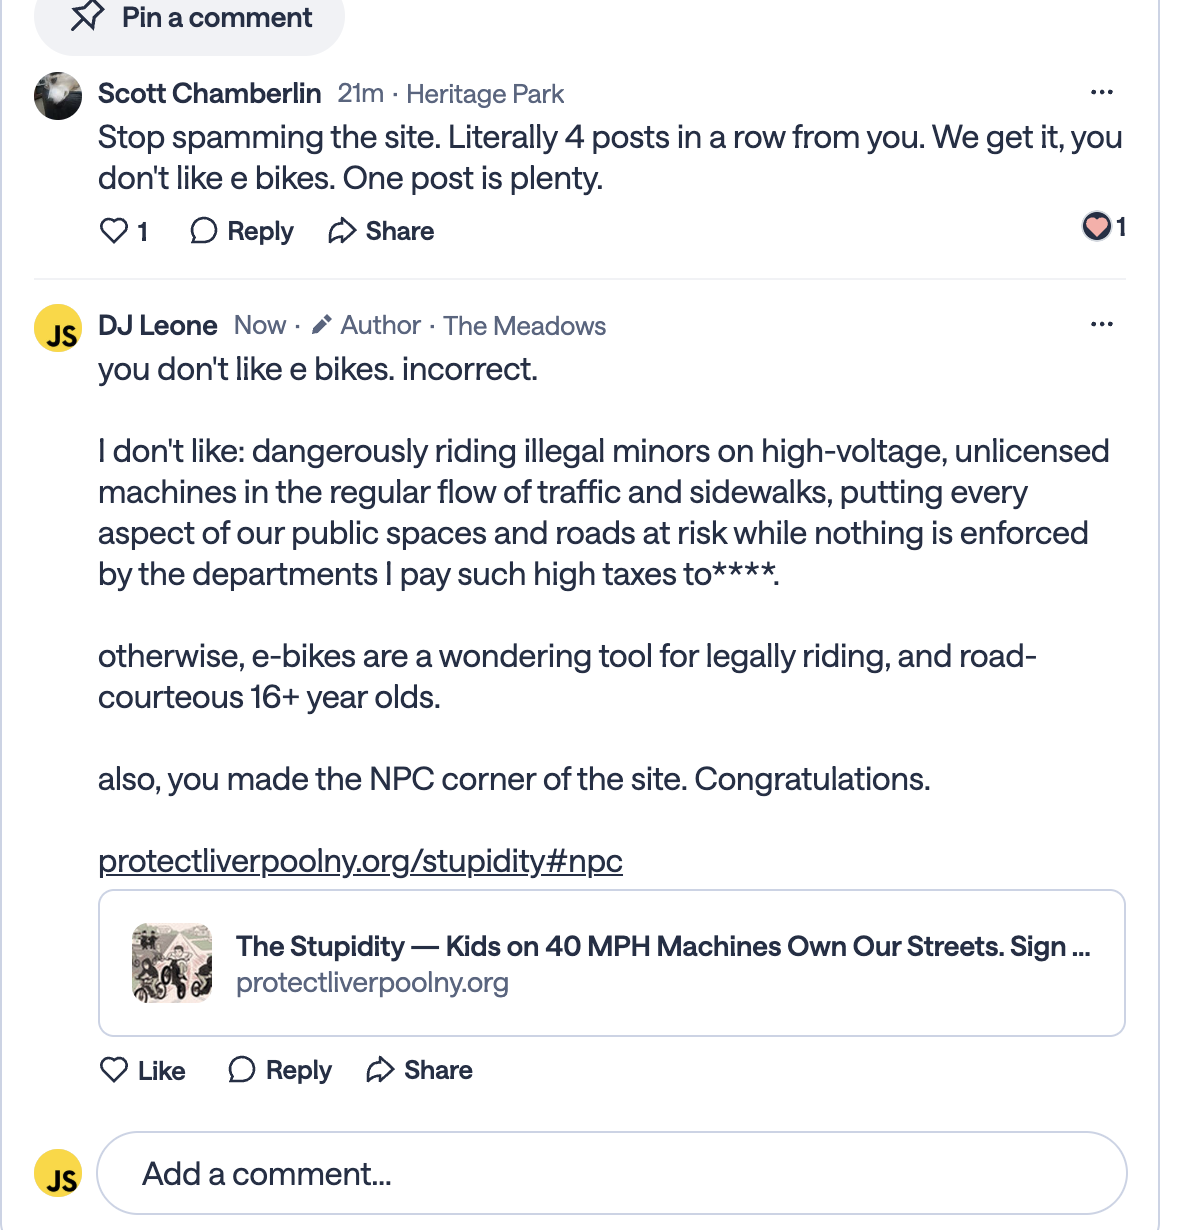 Pin a comment
Scott Chamberlin 21m · Heritage Park ...
Stop spamming the site. Literally 4 posts in a row from you. We get it, you
don't like e bikes. One post is plenty.
1 Reply Share 1
DJ Leone Now · Author · The Meadows ...
you don't like e bikes. incorrect.
I don't like: dangerously riding illegal minors on high-voltage, unlicensed
machines in the regular flow of traffic and sidewalks, putting every
aspect of our public spaces and roads at risk while nothing is enforced
by the departments I pay such high taxes to****.
otherwise, e-bikes are a wondering tool for legally riding, and road-
courteous 16+ year olds.
also, you made the NPC corner of the site. Congratulations.
protectliverpoolny.org/stupidity#npc
The Stupidity — Kids on 40 MPH Machines Own Our Streets. Sign ...
protectliverpoolny.org
Like Reply Share
JS
Add a comment...
JS